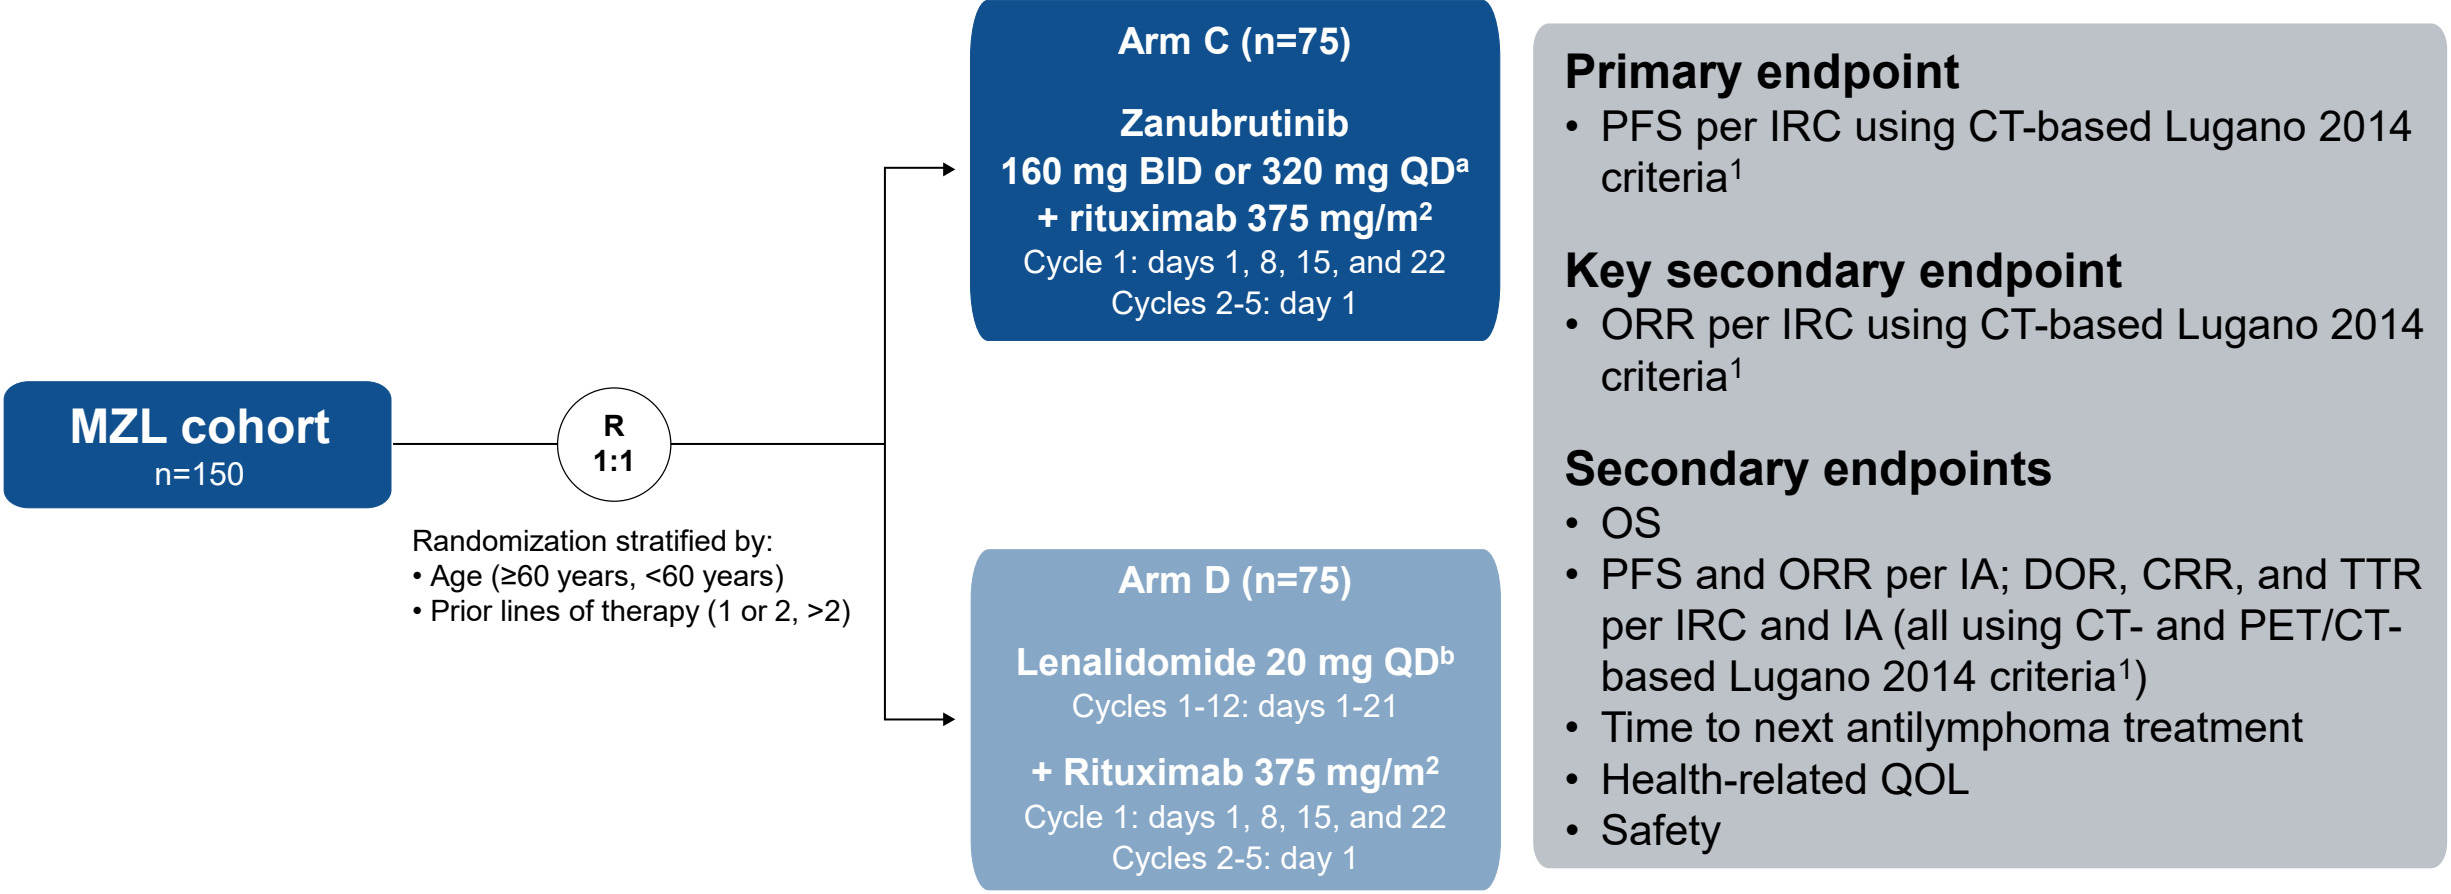 MZL cohort
n=150
R
1:1
Randomization stratified by:
• Age (≥60 years, <60 years)
• Prior lines of therapy (1 or 2, >2)
Arm C (n=75)
Zanubrutinib
160 mg BID or 320 mg QDᵃ
+ rituximab 375 mg/m²
Cycle 1: days 1, 8, 15, and 22
Cycles 2-5: day 1
Arm D (n=75)
Lenalidomide 20 mg QDᵇ
Cycles 1-12: days 1-21
+ Rituximab 375 mg/m²
Cycle 1: days 1, 8, 15, and 22
Cycles 2-5: day 1
Primary endpoint
• PFS per IRC using CT-based Lugano 2014
criteria¹
Key secondary endpoint
• ORR per IRC using CT-based Lugano 2014
criteria¹
Secondary endpoints
• OS
• PFS and ORR per IA; DOR, CRR, and TTR
per IRC and IA (all using CT- and PET/CT-
based Lugano 2014 criteria¹)
• Time to next antilymphoma treatment
• Health-related QOL
• Safety